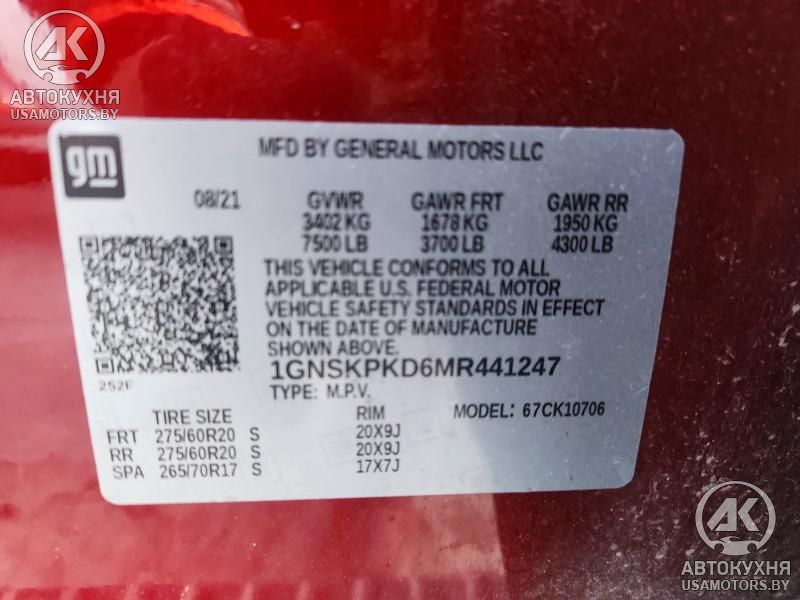 AK
АВТОКУХНЯ
USAMOTORS.BY
gm
MFD BY GENERAL MOTORS LLC
08/21 GVWR GAWR FRT GAWR RR
3402 KG 1678 KG 1950 KG
7500 LB 3700 LB 4300 LB
THIS VEHICLE CONFORMS TO ALL
APPLICABLE U.S. FEDERAL MOTOR
VEHICLE SAFETY STANDARDS IN EFFECT
ON THE DATE OF MANUFACTURE
SHOWN ABOVE.
1GNSKPKD6MR441247
252F
TYPE: M.P.V. MODEL: 67CK10706
TIRE SIZE RIM
FRT 275/60R20 S 20X9J
RR 275/60R20 S 20X9J
SPA 265/70R17 S 17X7J
AK
АВТОКУХНЯ
USAMOTORS.BY